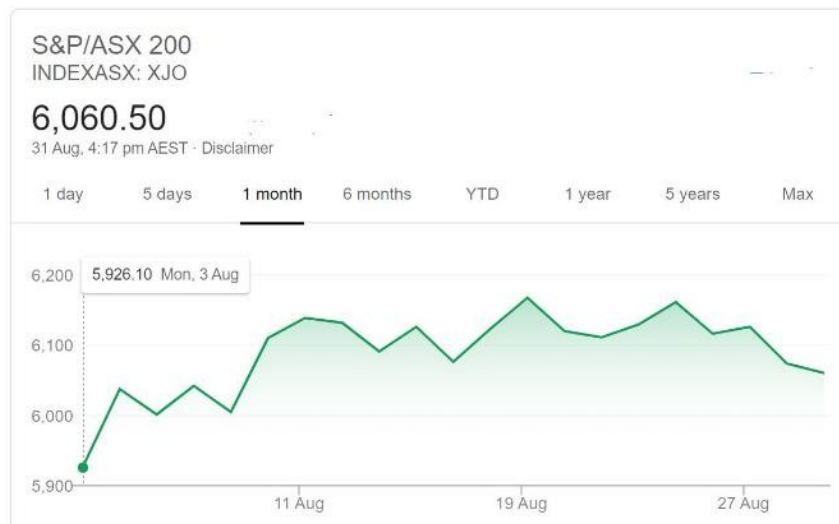 S&P/ASX 200
INDEXASX: XJO
6,060.50
31 Aug, 4:17 pm AEST · Disclaimer
1 day 5 days 1 month 6 months YTD 1 year 5 years Max
6,200 5,926.10 Mon, 3 Aug
6,100
6,000
5,900
11 Aug 19 Aug 27 Aug